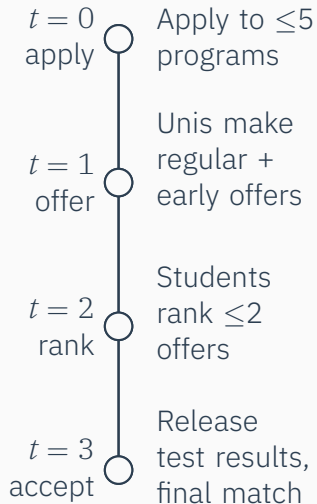 t = 0
apply
Apply to ≤5
programs
t = 1
offer
Unis make
regular +
early offers
t = 2
rank
Students
rank ≤2
offers
t = 3
accept
Release
test results,
final match